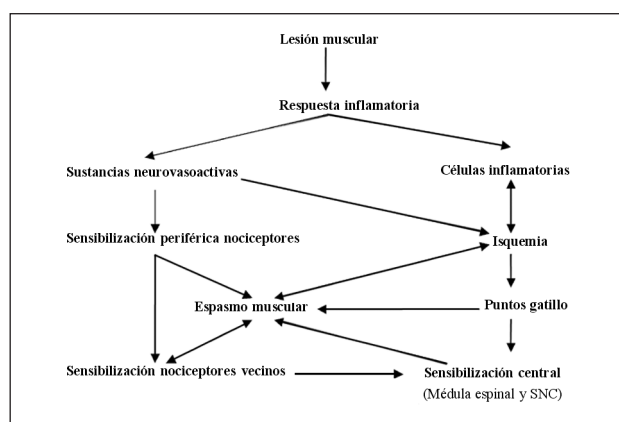 Lesión muscular
Respuesta inflamatoria
Sustancias neurovasoactivas
Células inflamatorias
Sensibilización periférica nociceptores
Isquemia
Espasmo muscular
Puntos gatillo
Sensibilización nociceptores vecinos
Sensibilización central
(Médula espinal y SNC)